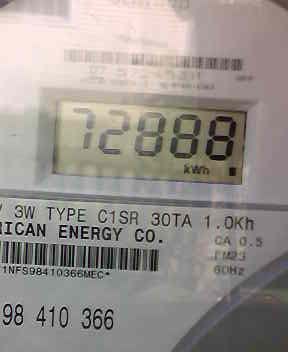 72888
kWh
3W TYPE C1SR 30TA 1.0Kh
RICAN ENERGY CO.
CA 0.5
FM23
60Hz
1NFS98410366MEC*
98 410 366